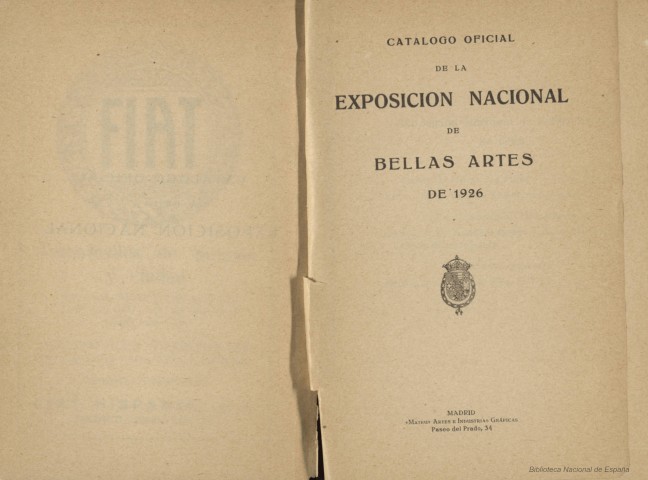 FIAT
CATALOGO OFICIAL
DE LA
EXPOSICION NACIONAL
DE
BELLAS ARTES
DE 1926
MADRID
«Mateu» Artes e Industrias Gráficas
Paseo del Prado, 34
Biblioteca Nacional de España